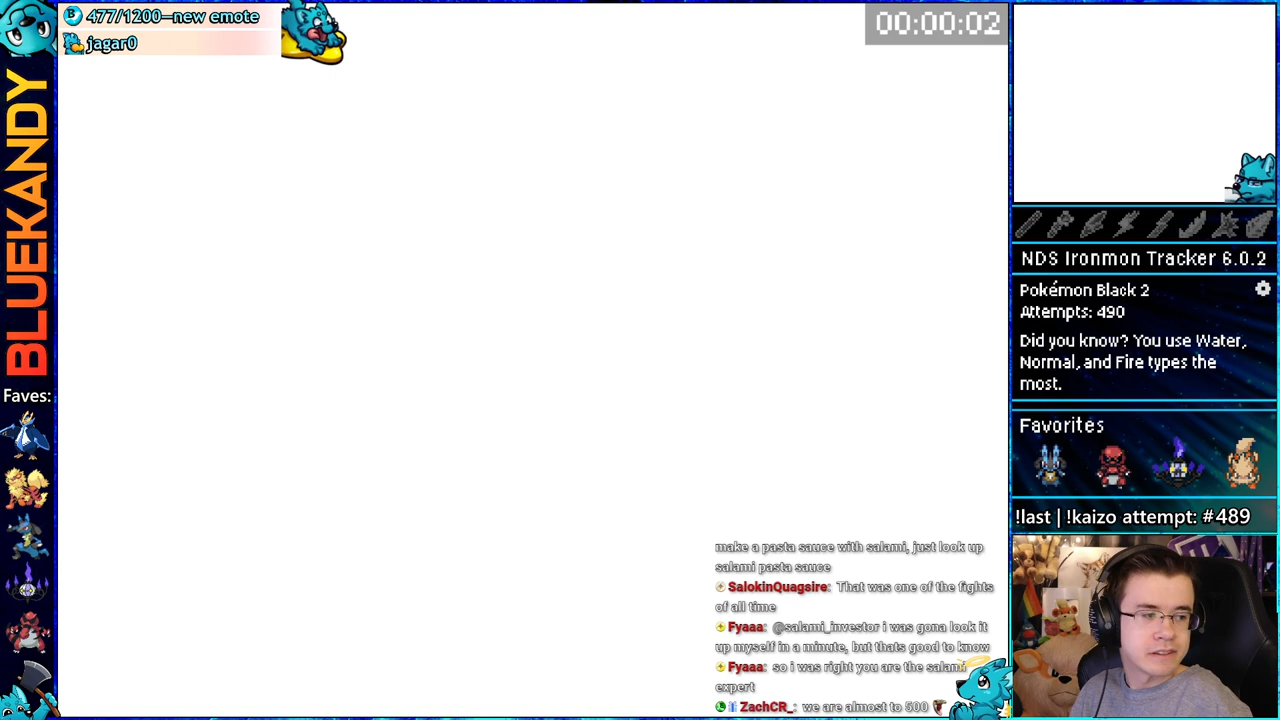 477/1200—new emote
jagar0
BLUEKANDY
Faves:
00:00:02
NDS Ironmon Tracker 6.0.2
Pokémon Black 2
Attempts: 490
Did you know? You use Water,
Normal, and Fire types the
most.
Favorites
!last | !kaizo attempt: #489
make a pasta sauce with salami, just look up
salami pasta sauce
SalokinQuagsire: That was one of the fights
of all time
Fyaaa: @salami_investor i was gona look it
up myself in a minute, but thats good to know
Fyaaa: so i was right you are the salami
expert
ZachCR_: we are almost to 500